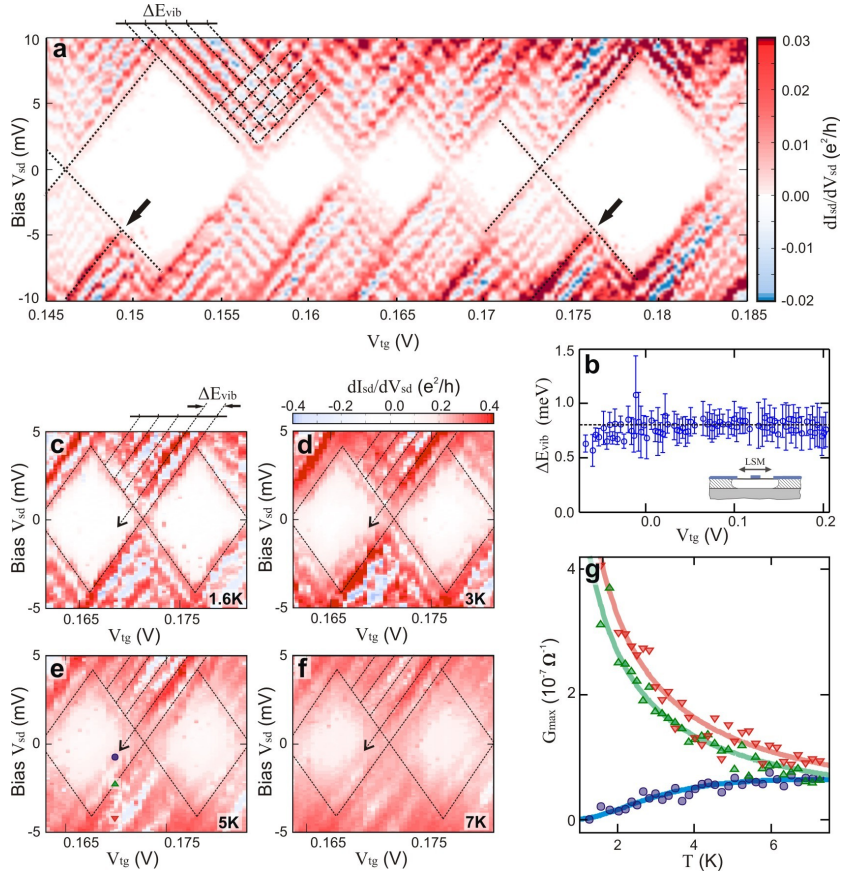 ΔEvib
a
10
5
0
-5
-10
Bias Vsd (mV)
0.145
0.15
0.155
0.16
0.165
0.17
0.175
0.18
0.185
Vtg (V)
0.03
0.02
0.01
0.00
-0.01
-0.02
dIsd/dVsd (e²/h)
b
1.5
1.0
0.5
0.0
ΔEvib (meV)
LSM
0.0
0.1
0.2
Vtg (V)
ΔEvib
dIsd/dVsd (e²/h)
-0.4
-0.2
0.0
0.2
0.4
c
5
0
-5
Bias Vsd (mV)
1.6K
0.165
0.175
Vtg (V)
d
5
0
-5
Bias Vsd (mV)
3K
0.165
0.175
Vtg (V)
e
5
0
-5
Bias Vsd (mV)
5K
0.165
0.175
Vtg (V)
f
5
0
-5
Bias Vsd (mV)
7K
0.165
0.175
Vtg (V)
g
4
2
0
Gmax (10⁻⁷ Ω⁻¹)
2
4
6
T (K)